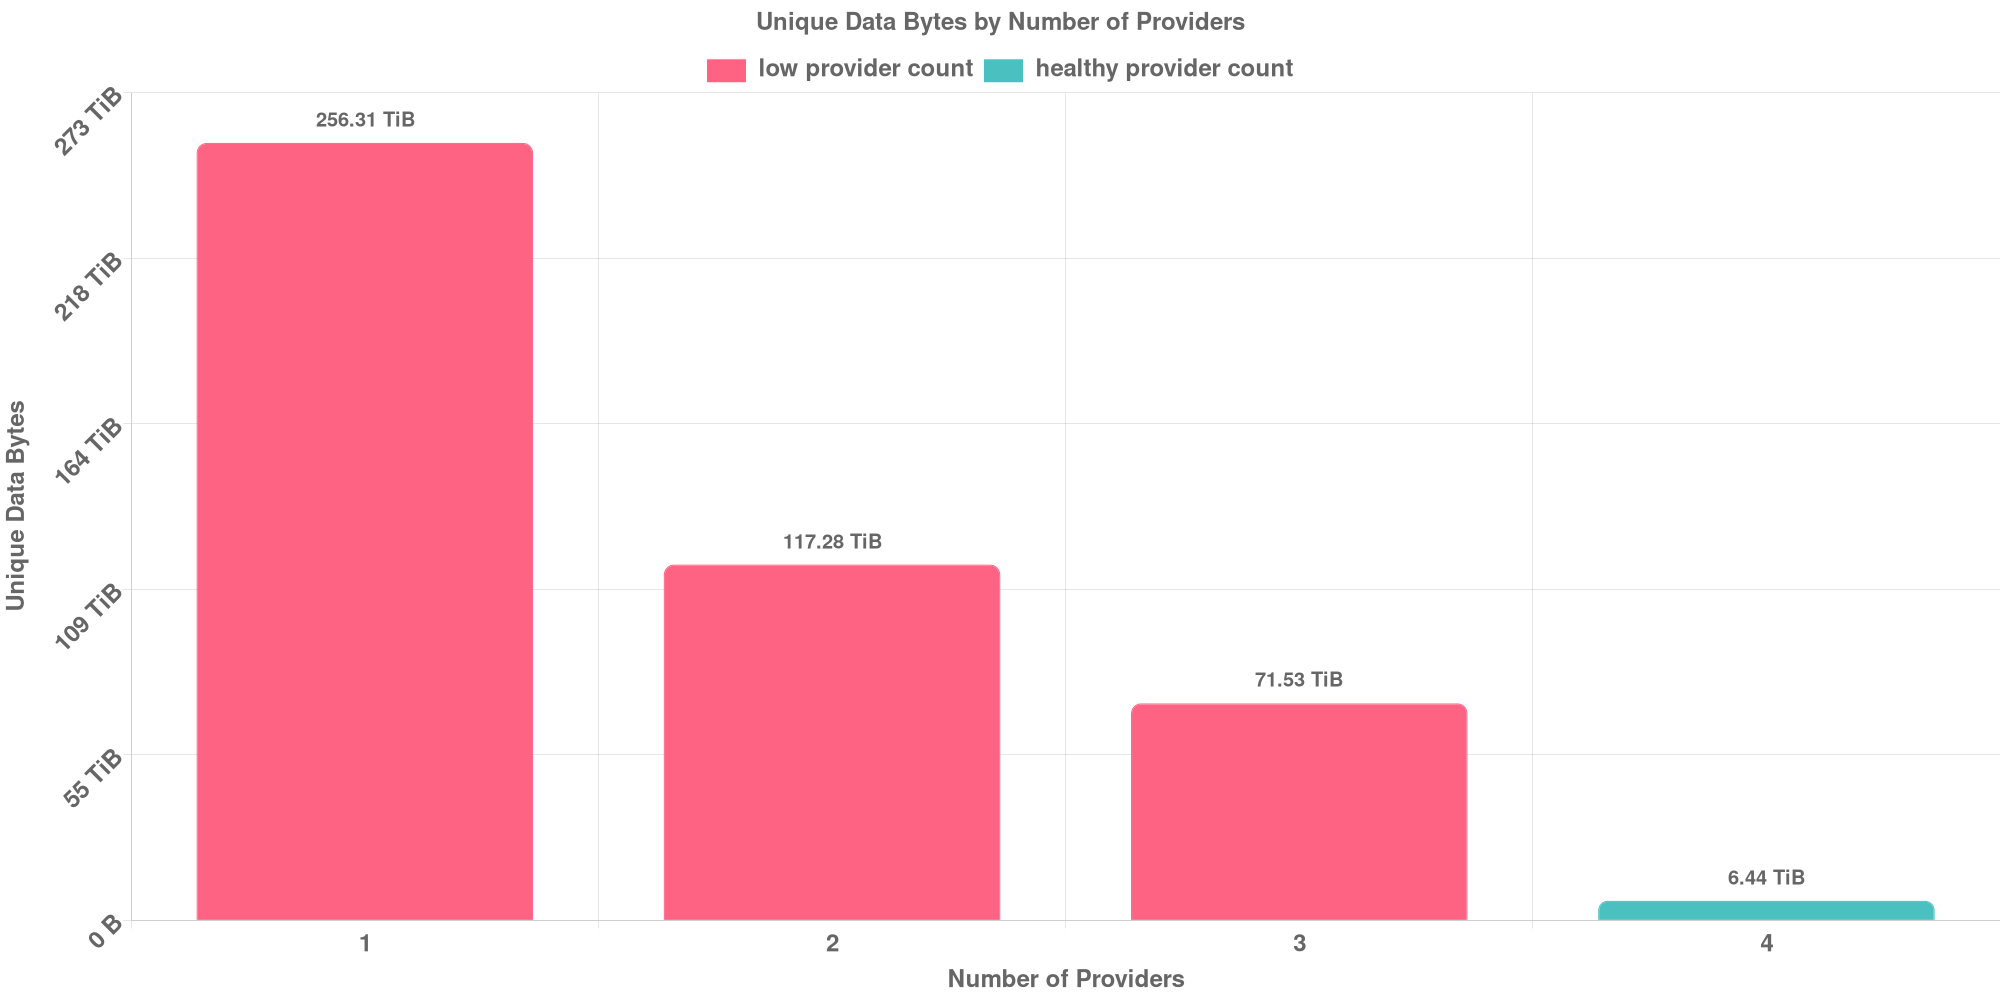 Unique Data Bytes by Number of Providers
low provider count
healthy provider count
273 TiB
218 TiB
164 TiB
109 TiB
55 TiB
0 B
Unique Data Bytes
256.31 TiB
117.28 TiB
71.53 TiB
6.44 TiB
1
2
3
4
Number of Providers